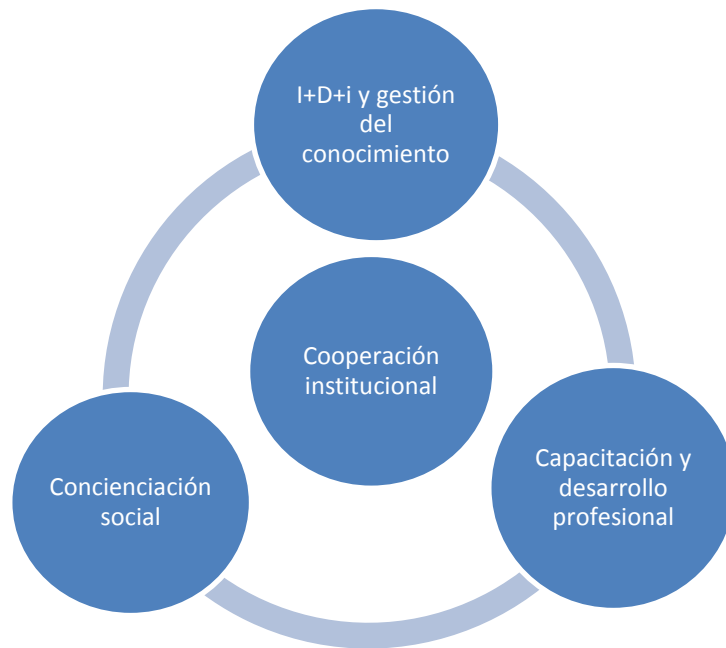 I+D+i y gestión
del
conocimiento
Cooperación
institucional
Concienciación
social
Capacitación y
desarrollo
profesional